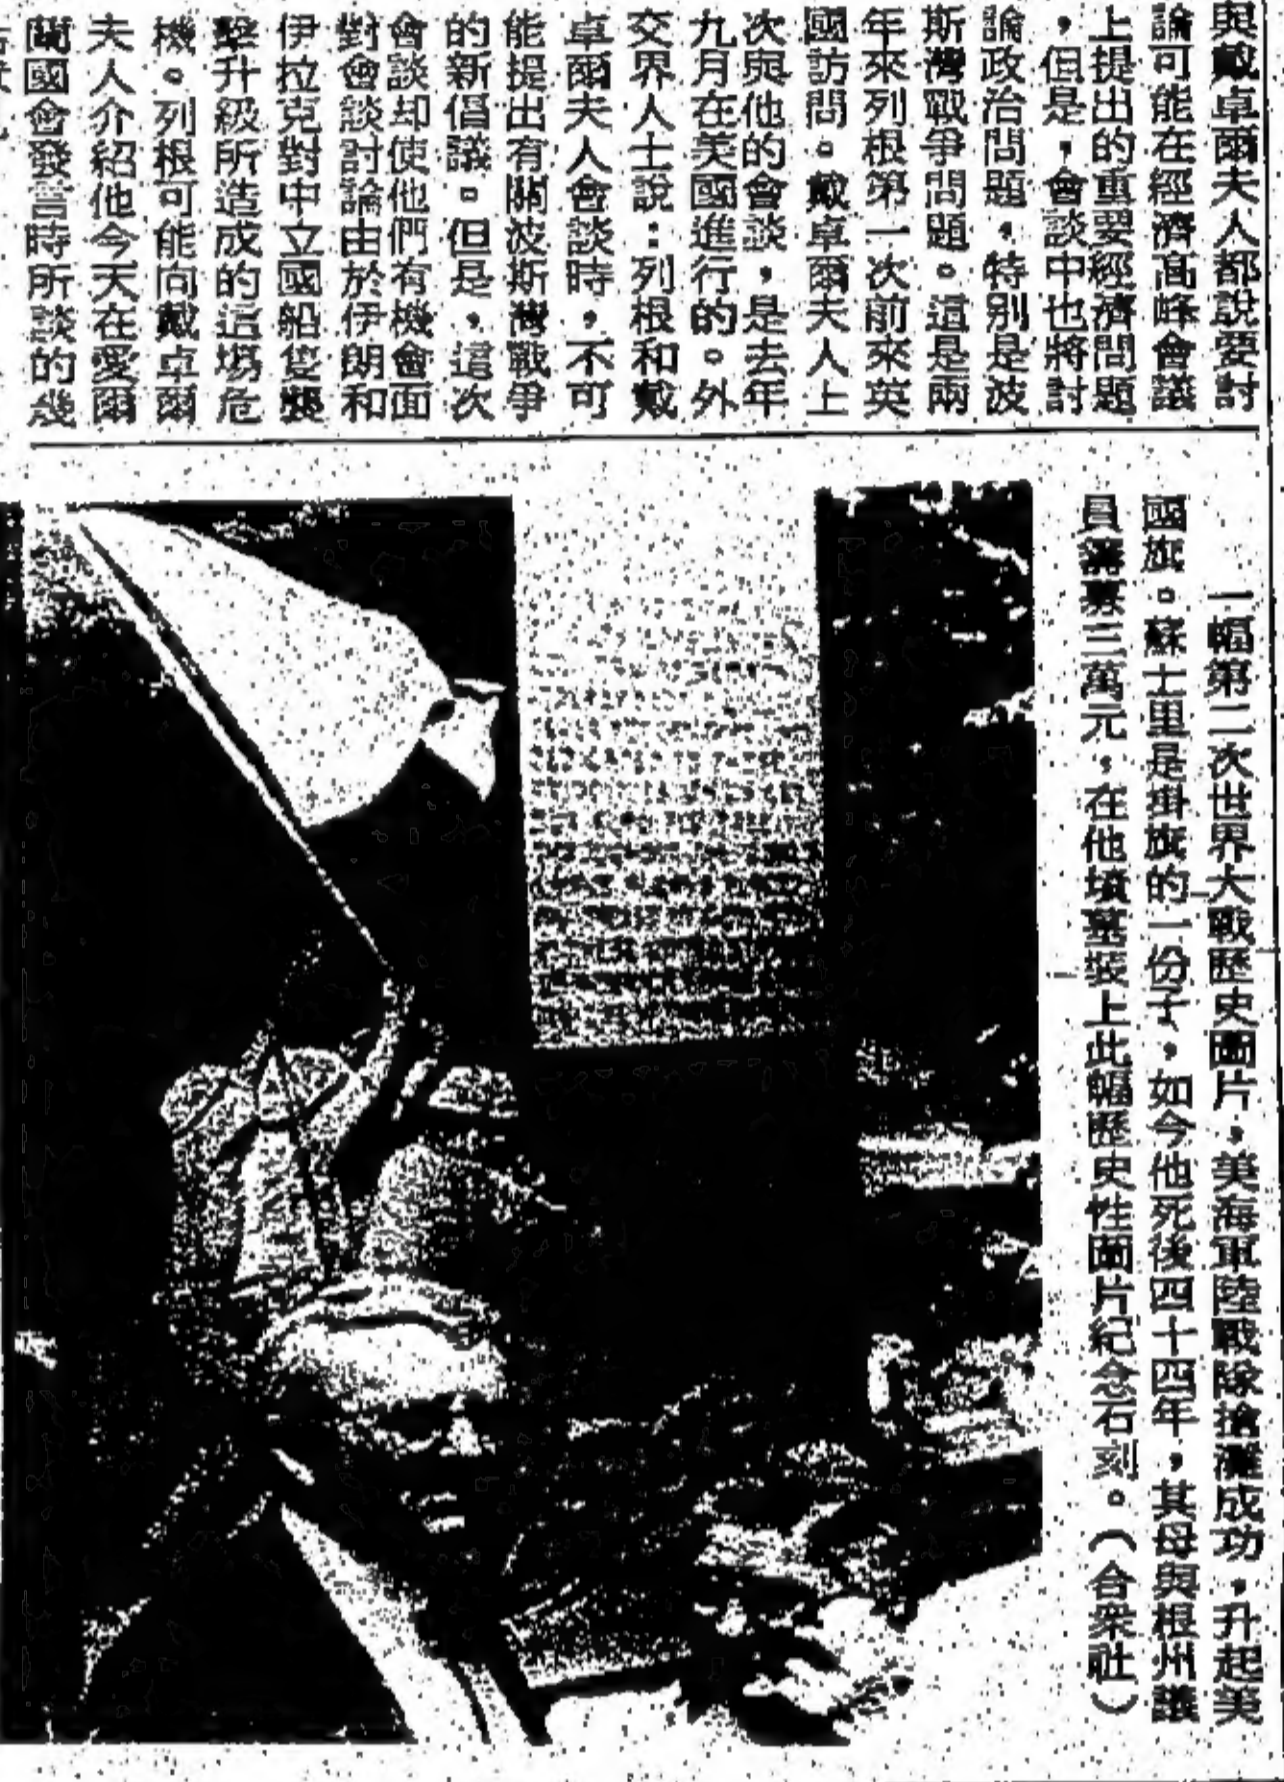 與戴卓爾夫人都說要討
論可能在經濟高峰會議
上提出的重要經濟問題
，但是，會談中也將討
論政治問題，特別是波
斯灣戰爭問題。這是兩
年來列根第一次前來英
國訪問。戴卓爾夫人上
次與他的會談，是去年
九月在美國進行的。外
交界人士說：列根和戴
卓爾夫人會談時，不可
能提出有關波斯灣戰爭
的新倡議。但是，這次
會談却使他們有機會面
對會談討論由於伊朗和
伊拉克對中立國船隻襲
擊升級所造成的這場危
機。列根可能向戴卓爾
夫人介紹他今天在愛爾
蘭國會發言時所談的幾
一幅第二次世界大戰歷史圖片，美海軍陸戰隊搶灘成功，升起美
國旗。蘇士里是掛旗的一份子，如今他死後四十四年，其母與根州議
員籌募三萬元，在他墳墓裝上此幅歷史性圖片紀念石刻。（合衆社）